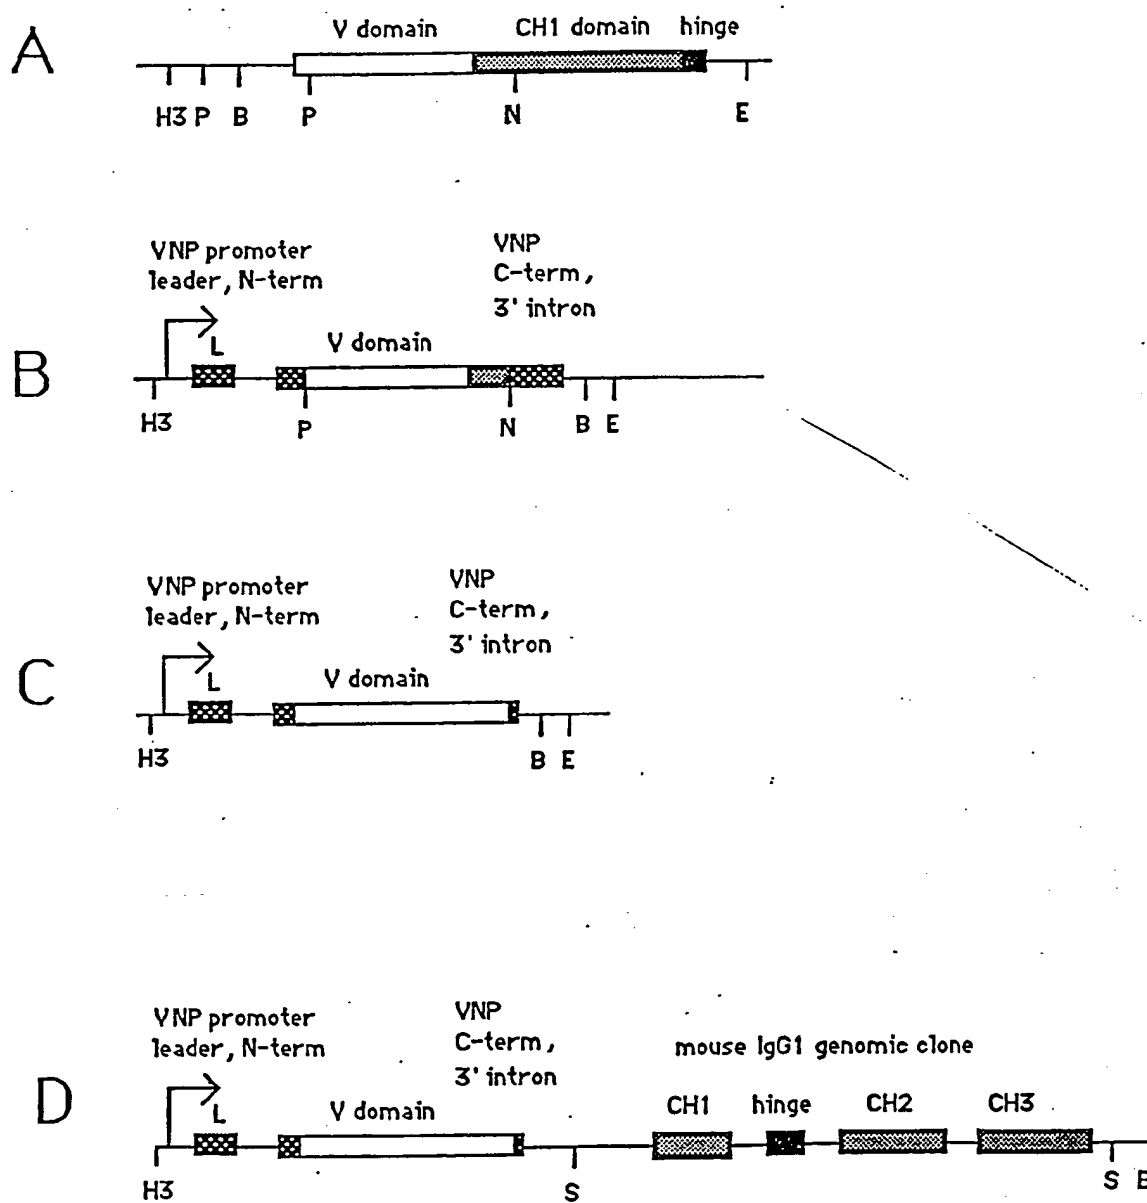 A
V domain CH1 domain hinge
H3 P B P N E
B
VNP promoter
leader, N-term
VNP
C-term,
3' intron
L
V domain
H3 P N B E
C
VNP promoter
leader, N-term
VNP
C-term,
3' intron
L
V domain
H3 B E
D
VNP promoter
leader, N-term
VNP
C-term,
3' intron
mouse IgG1 genomic clone
L
V domain
CH1 hinge CH2 CH3
H3 S S